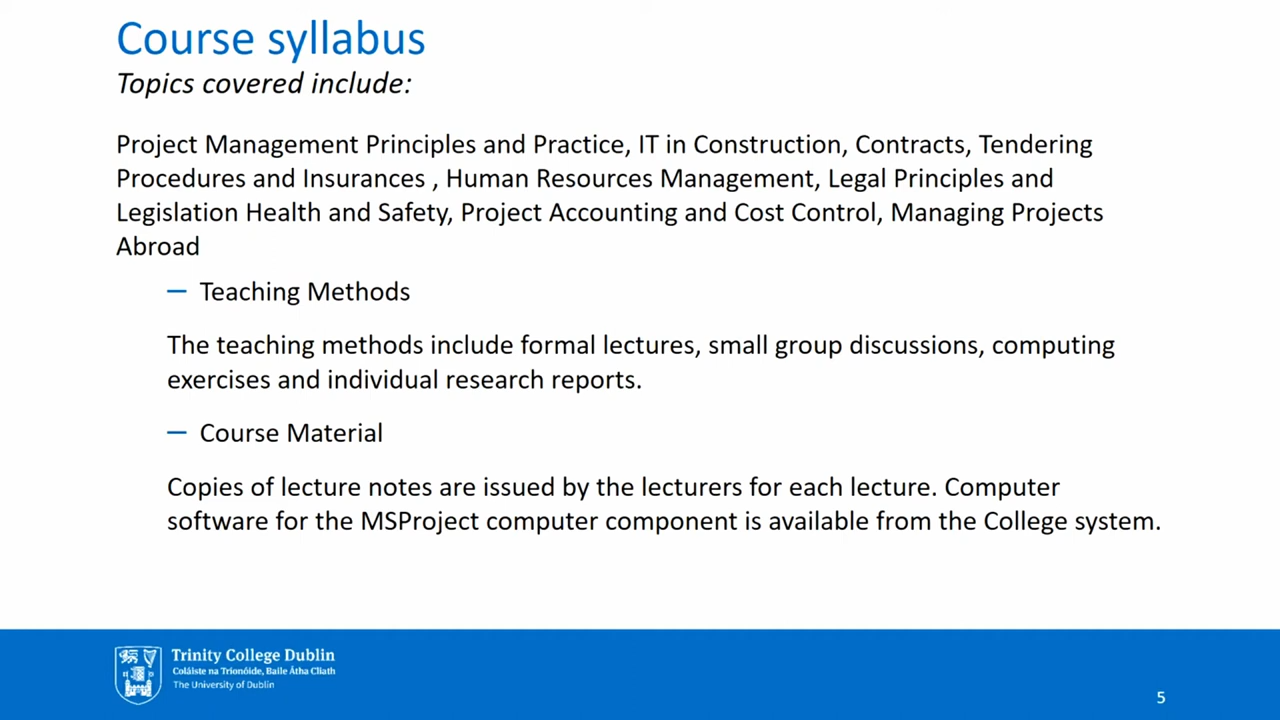 Course syllabus
Topics covered include:
Project Management Principles and Practice, IT in Construction, Contracts, Tendering
Procedures and Insurances , Human Resources Management, Legal Principles and
Legislation Health and Safety, Project Accounting and Cost Control, Managing Projects
Abroad
– Teaching Methods
The teaching methods include formal lectures, small group discussions, computing
exercises and individual research reports.
– Course Material
Copies of lecture notes are issued by the lecturers for each lecture. Computer
software for the MSProject computer component is available from the College system.
Trinity College Dublin
Coláiste na Tríonóide, Baile Átha Cliath
The University of Dublin
5